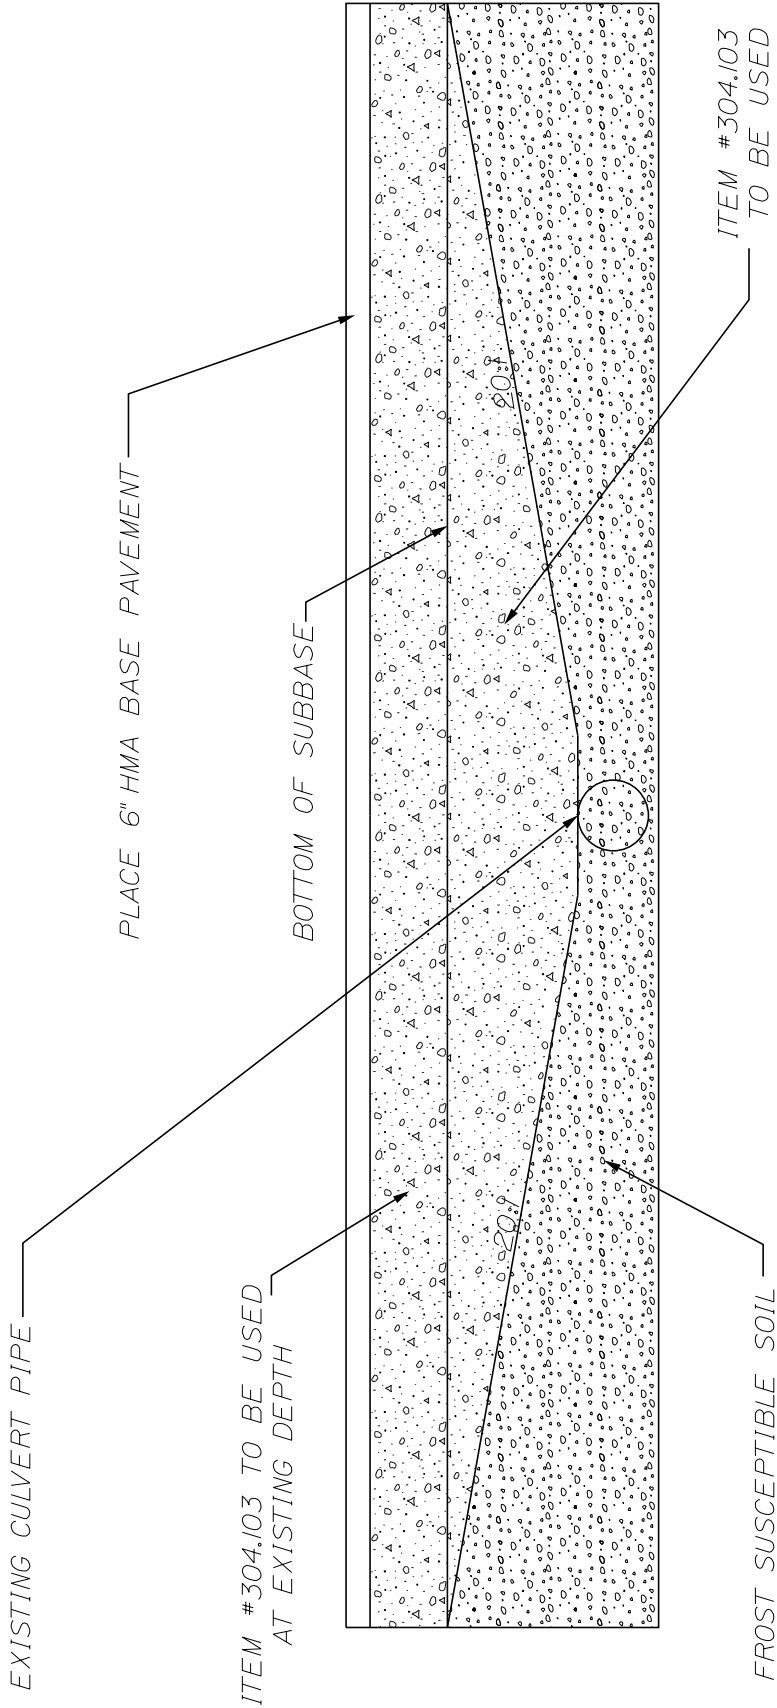 EXISTING CULVERT PIPE
PLACE 6" HMA BASE PAVEMENT
ITEM #304.103 TO BE USED
AT EXISTING DEPTH
BOTTOM OF SUBBASE
20:1
20:1
ITEM #304.103
TO BE USED
FROST SUSCEPTIBLE SOIL